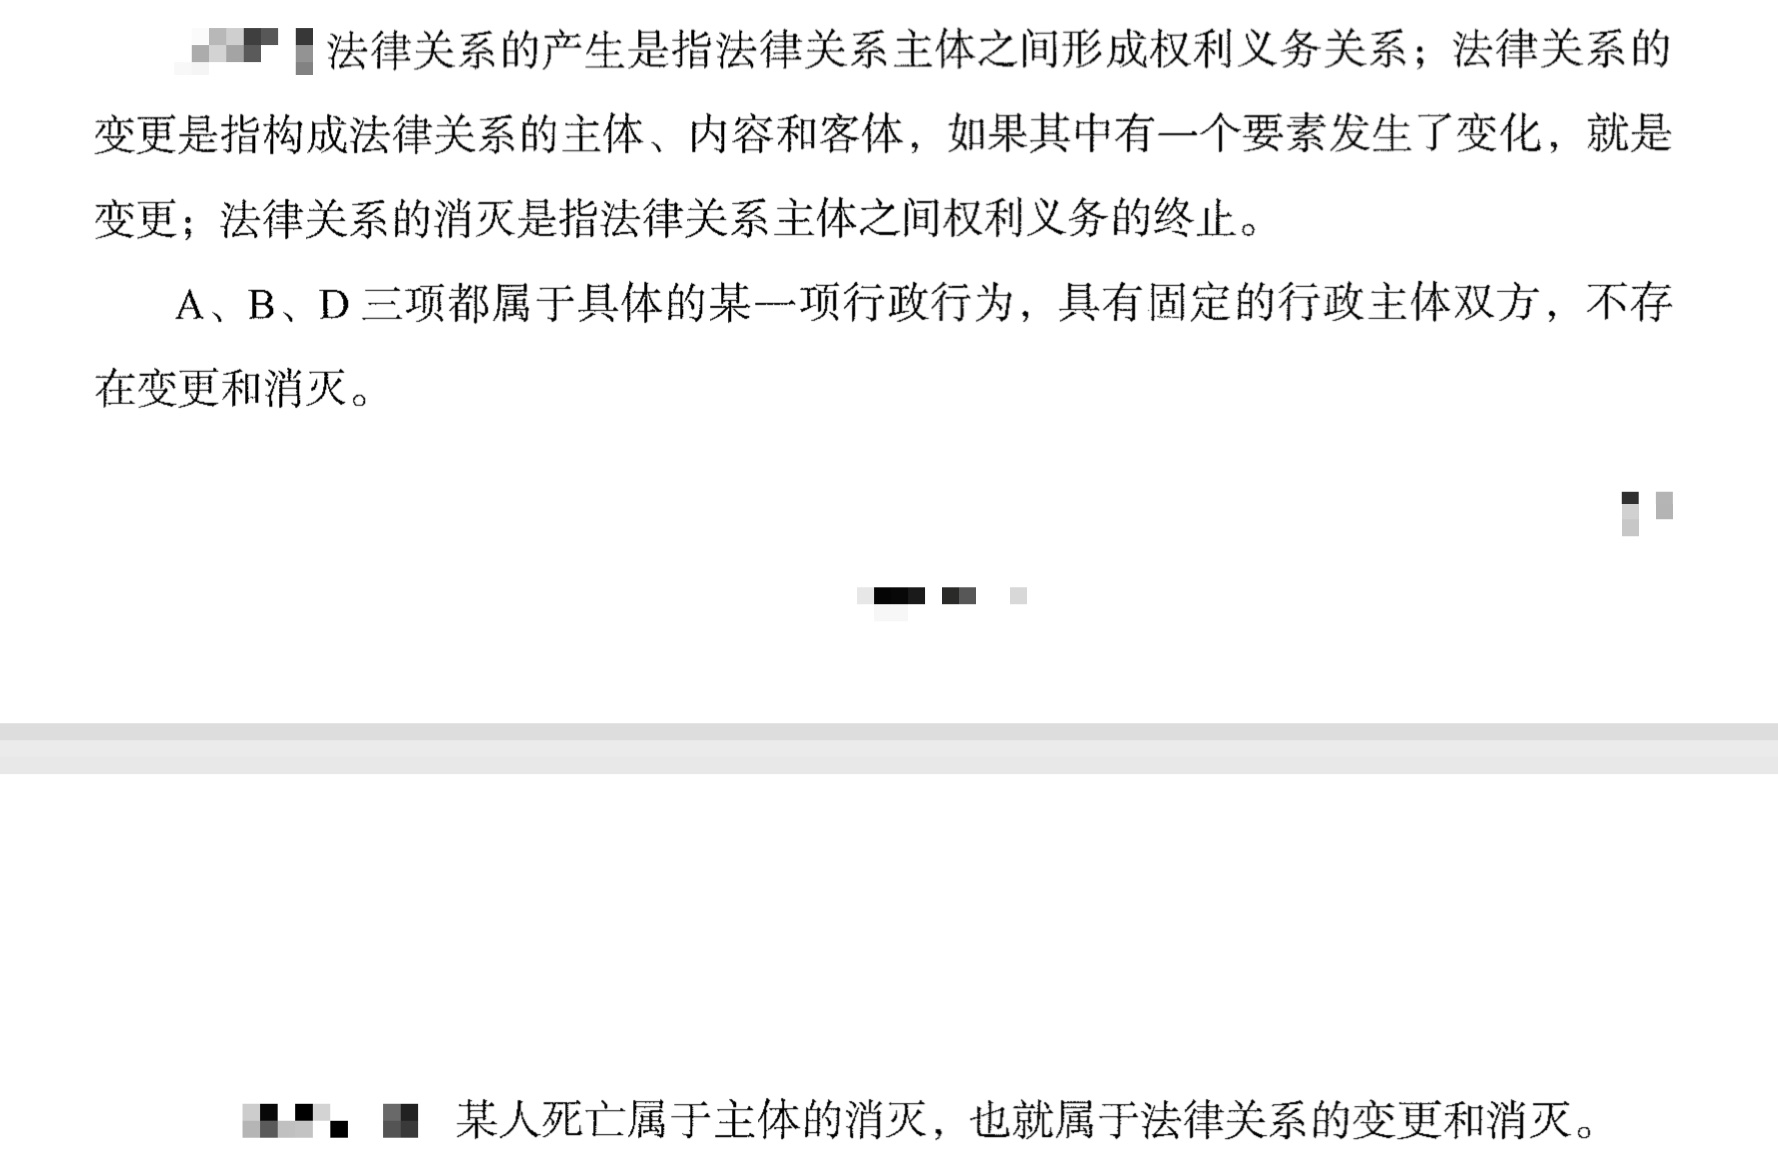 法律关系的产生是指法律关系主体之间形成权利义务关系；法律关系的
变更是指构成法律关系的主体、内容和客体，如果其中有一个要素发生了变化，就是
变更；法律关系的消灭是指法律关系主体之间权利义务的终止。
A、B、D 三项都属于具体的某一项行政行为，具有固定的行政主体双方，不存
在变更和消灭。
某人死亡属于主体的消灭，也就属于法律关系的变更和消灭。